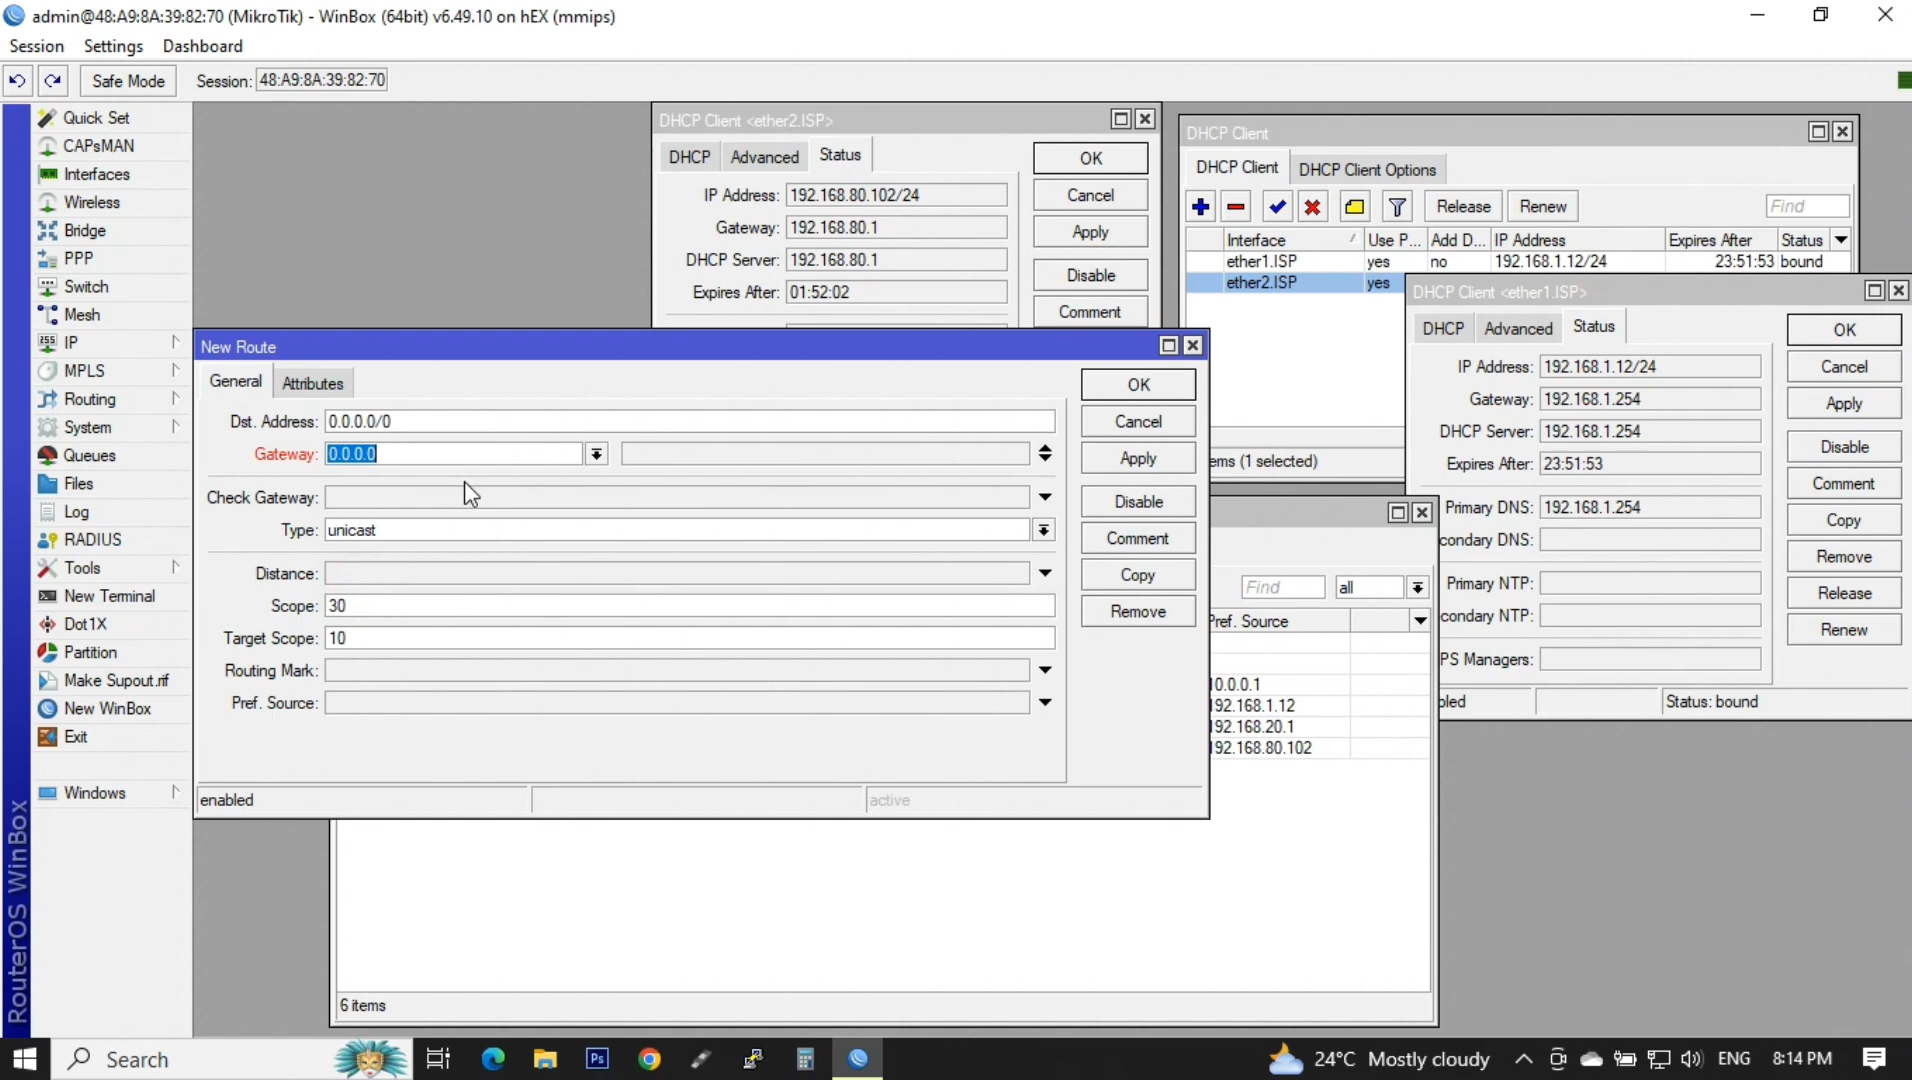 admin@48:A9:8A:39:82:70 (MikroTik) - WinBox (64bit) v6.49.10 on hEX (mmips)
Session Settings Dashboard
Safe Mode Session: 48:A9:8A:39:82:70
Quick Set
CAPsMAN
Interfaces
Wireless
Bridge
PPP
Switch
Mesh
IP
MPLS
Routing
System
Queues
Files
Log
RADIUS
Tools
New Terminal
Dot1X
Partition
Make Supout.rif
New WinBox
Exit
Windows
RouterOS WinBox
DHCP Client <ether2.ISP>
DHCP Advanced Status
IP Address: 192.168.80.102/24
Gateway: 192.168.80.1
DHCP Server: 192.168.80.1
Expires After: 01:52:02
OK
Cancel
Apply
Disable
Comment
DHCP Client
DHCP Client DHCP Client Options
Release Renew Find
Interface Use P... Add D... IP Address Expires After Status
ether1.ISP yes no 192.168.1.12/24 23:51:53 bound
ether2.ISP yes
ems (1 selected)
DHCP Client <ether1.ISP>
DHCP Advanced Status
IP Address: 192.168.1.12/24
Gateway: 192.168.1.254
DHCP Server: 192.168.1.254
Expires After: 23:51:53
Primary DNS: 192.168.1.254
condary DNS:
Primary NTP:
condary NTP:
PS Managers:
OK
Cancel
Apply
Disable
Comment
Copy
Remove
Release
Renew
bled Status: bound
New Route
General Attributes
Dst. Address: 0.0.0.0/0
Gateway: 0.0.0.0
Check Gateway:
Type: unicast
Distance:
Scope: 30
Target Scope: 10
Routing Mark:
Pref. Source:
OK
Cancel
Apply
Disable
Comment
Copy
Remove
enabled active
Find all
Pref. Source
10.0.0.1
192.168.1.12
192.168.20.1
192.168.80.102
6 items
Search Ps 24°C Mostly cloudy ENG 8:14 PM